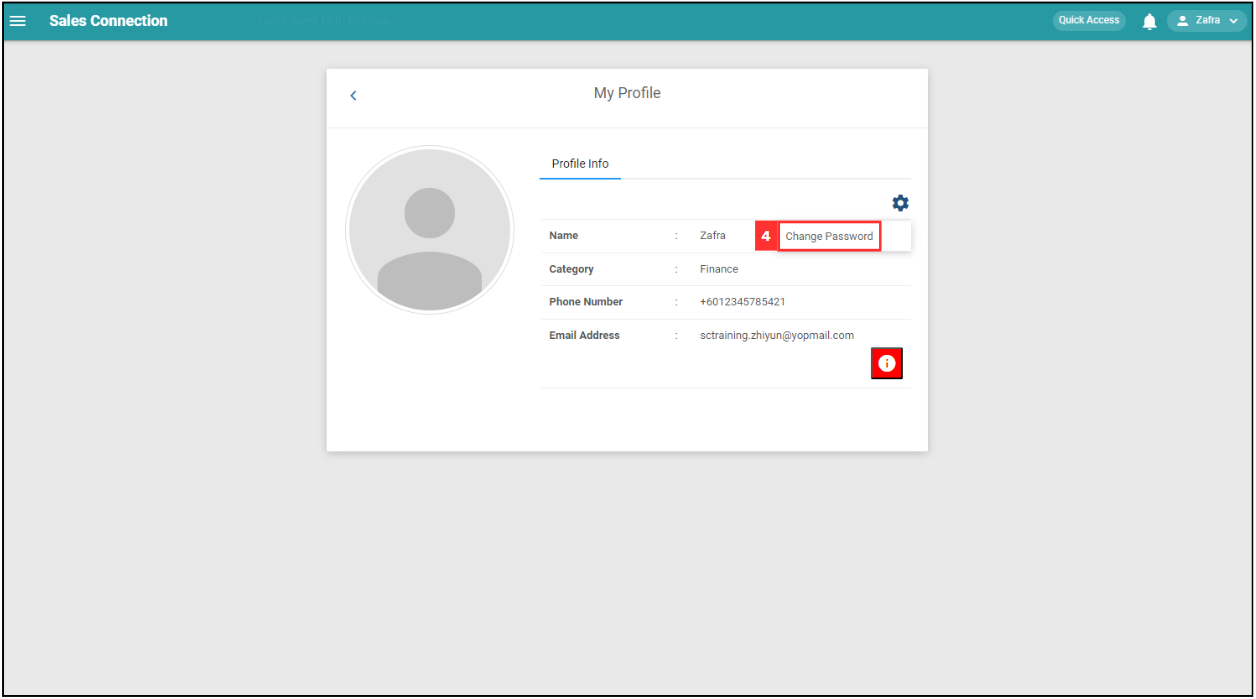 Sales Connection
Quick Access
Zafra
My Profile
Profile Info
Name : Zafra
4 Change Password
Category : Finance
Phone Number : +6012345785421
Email Address : sctraining.zhiyun@yopmail.com